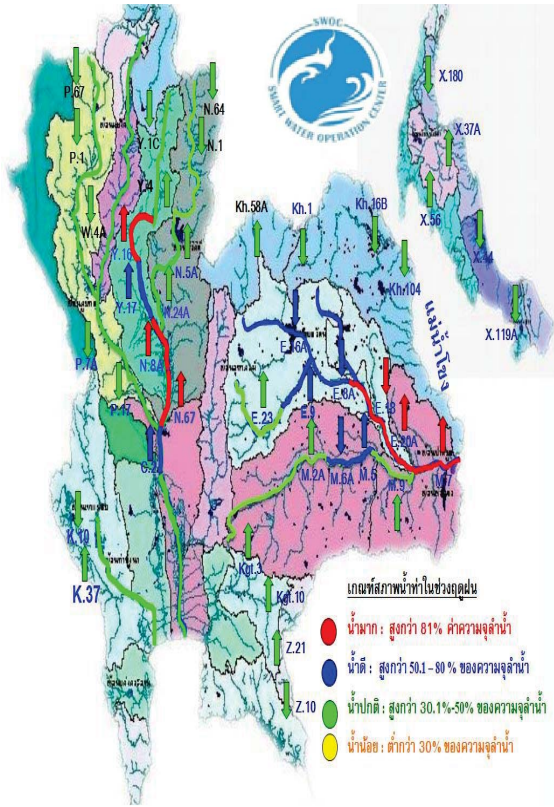 SWOC
SMART WATER OPERATION CENTER
P.67
P.1
W.4A
Y.1C
Y.4
N.64
N.1
Y.16
Y.17
N.5A
N.24A
P.7A
P.17
N.8A
N.67
C.2
K.10
K.37
Kh.58A
Kh.1
Kh.16B
Kh.104
แม่น้ำโขง
E.16A
E.8A
E.23
E.9
E.18
E.20A
M.2A
M.6A
M.5
M.9
M.7
Kgt.3
Kgt.10
Z.21
Z.10
X.180
X.37A
X.56
X.44
X.119A
เกณฑ์สภาพน้ำท่าในช่วงฤดูฝน
น้ำมาก : สูงกว่า 81% ค่าความจุลำน้ำ
น้ำดี : สูงกว่า 50.1 – 80 % ของความจุลำน้ำ
น้ำปกติ : สูงกว่า 30.1%-50% ของความจุลำน้ำ
น้ำน้อย : ต่ำกว่า 30% ของความจุลำน้ำ